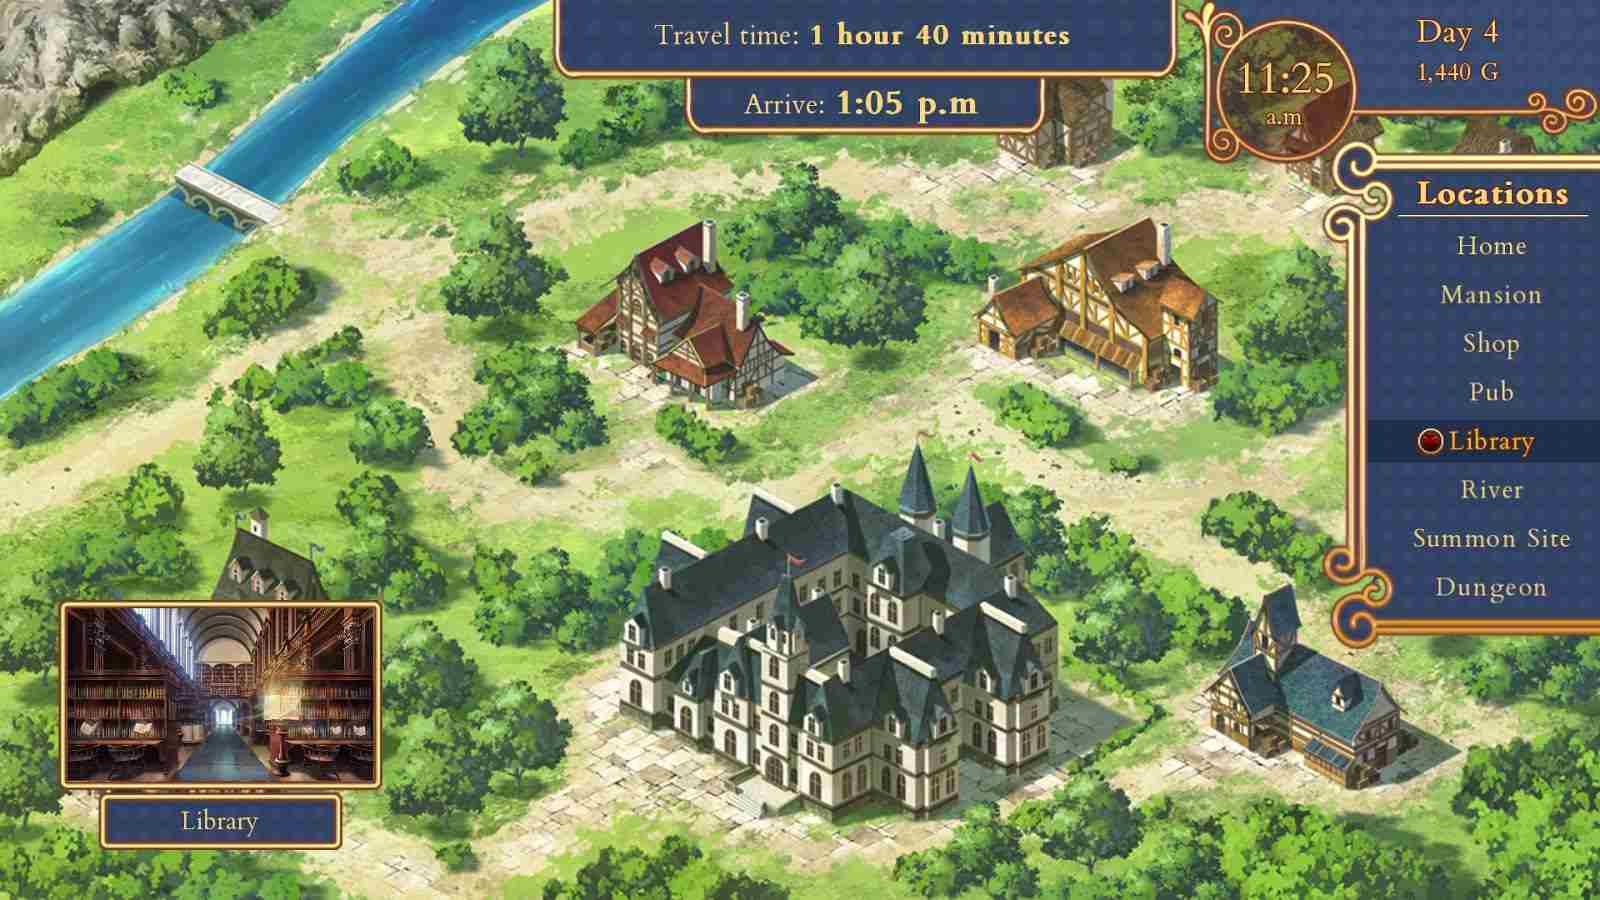 Travel time: 1 hour 40 minutes
Arrive: 1:05 p.m
11:25
a.m
Day 4
1,440 G
Locations
Home
Mansion
Shop
Pub
Library
River
Summon Site
Dungeon
Library